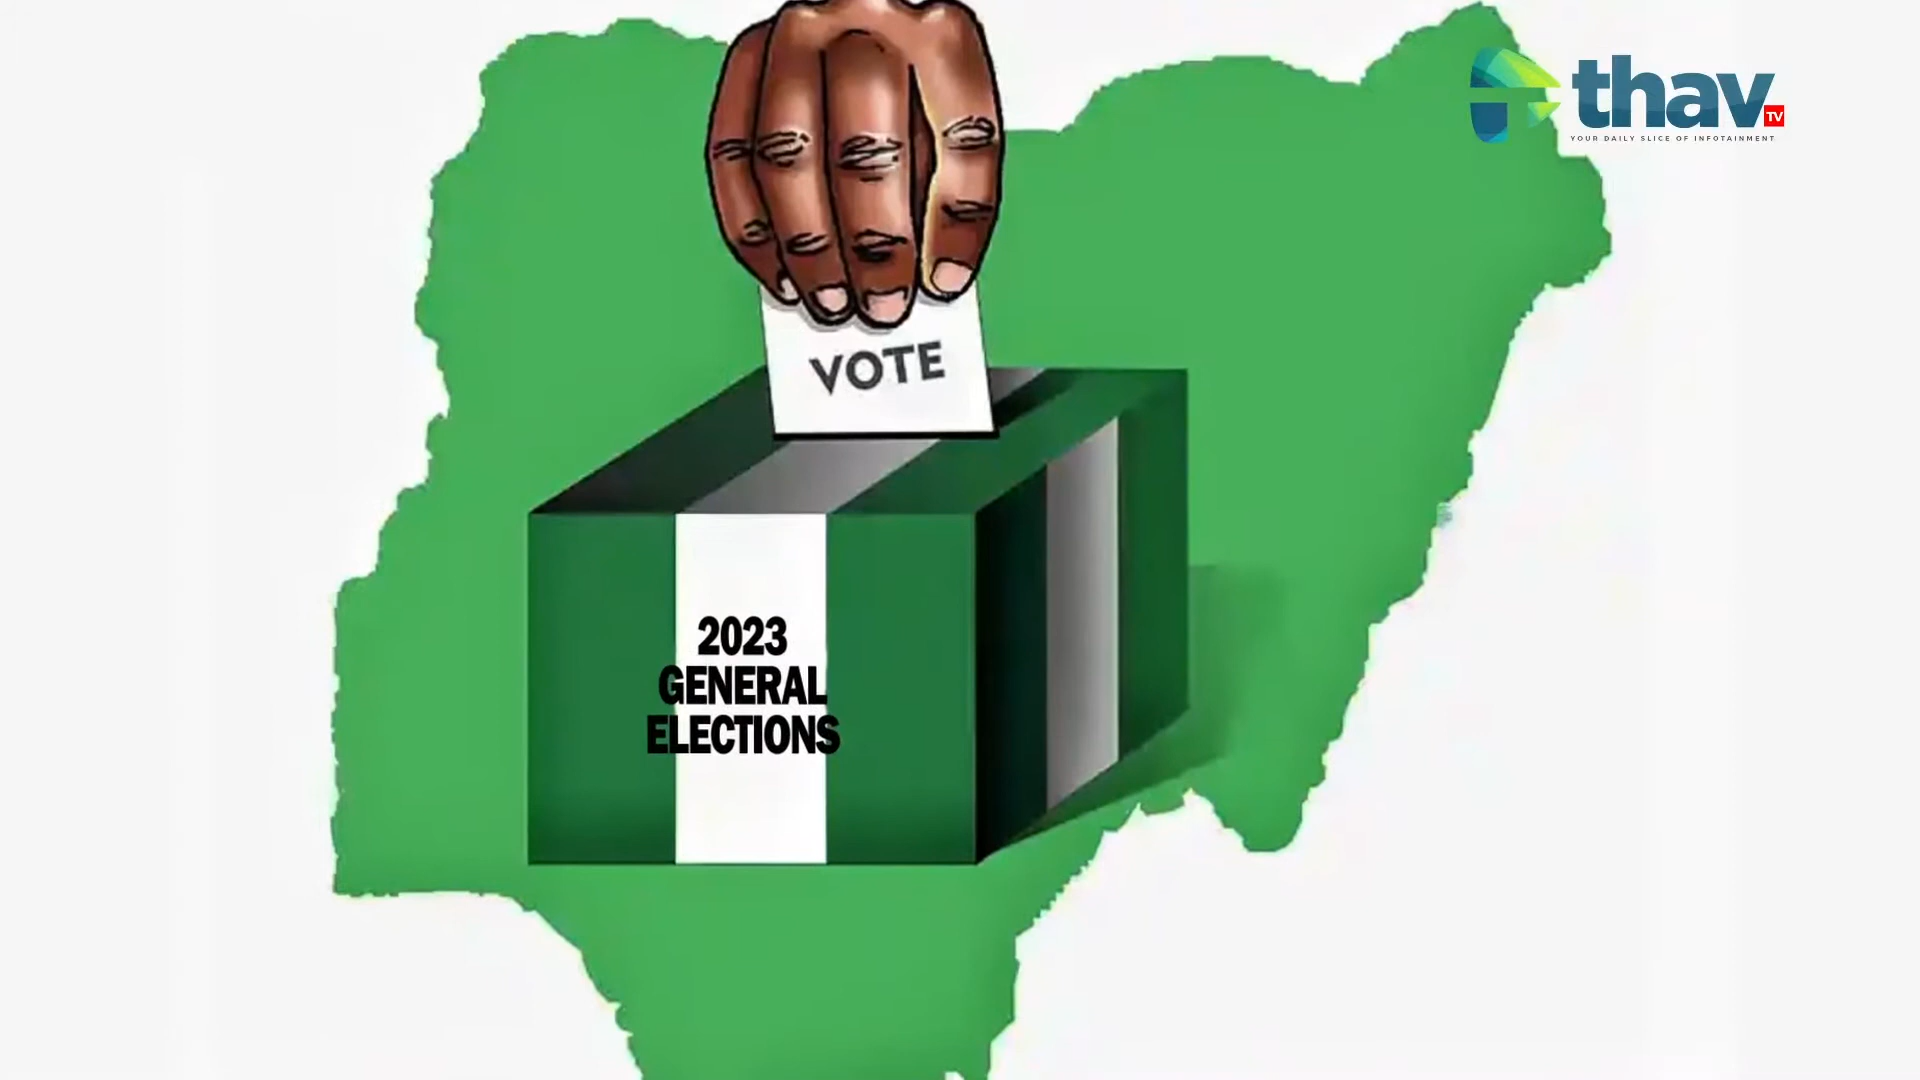 thav
TV
YOUR DAILY SLICE OF INFOTAINMENT
VOTE
2023
GENERAL
ELECTIONS